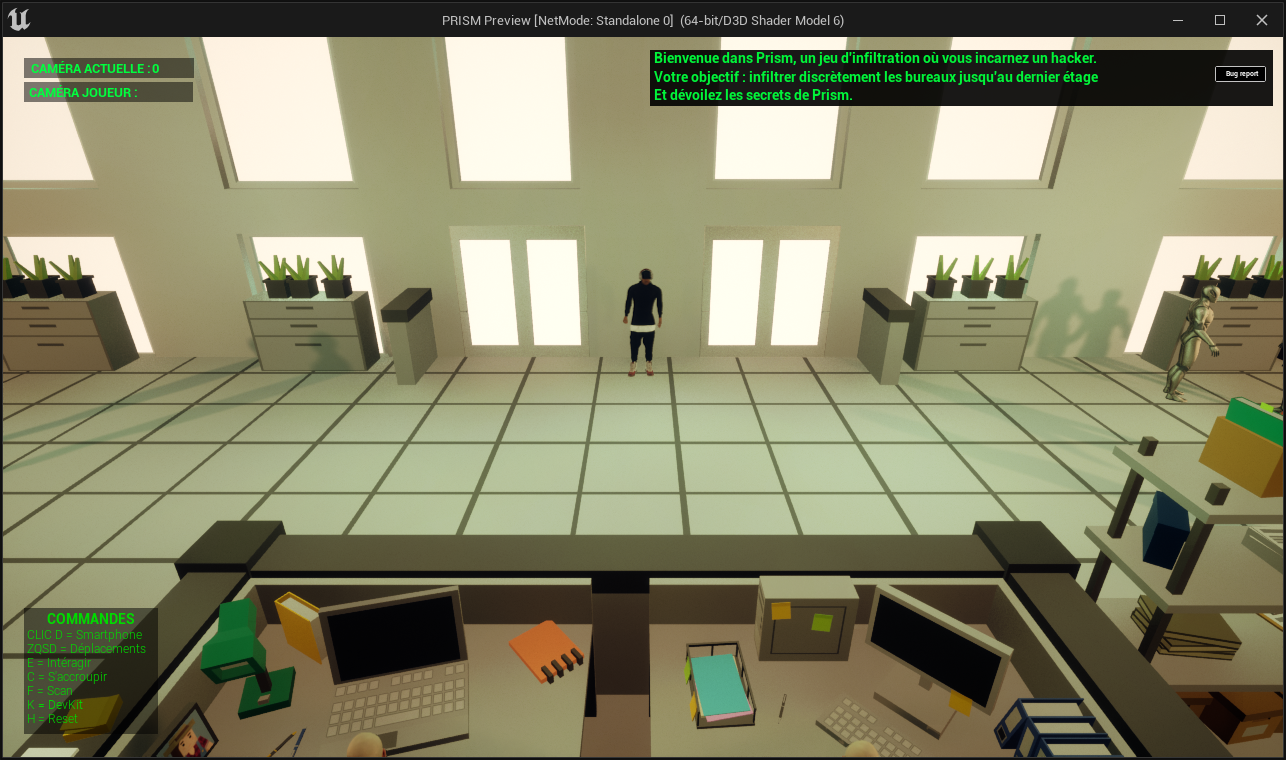 PRISM Preview [NetMode: Standalone 0] (64-bit/D3D Shader Model 6)
CAMÉRA ACTUELLE : 0
CAMÉRA JOUEUR :
Bienvenue dans Prism, un jeu d'infiltration où vous incarnez un hacker.
Votre objectif : infiltrer discrètement les bureaux jusqu'au dernier étage
Et dévoilez les secrets de Prism.
Bug report
COMMANDES
CLIC D = Smartphone
ZQSD = Déplacements
E = Intéragir
C = S'accroupir
F = Scan
K = DevKit
H = Reset